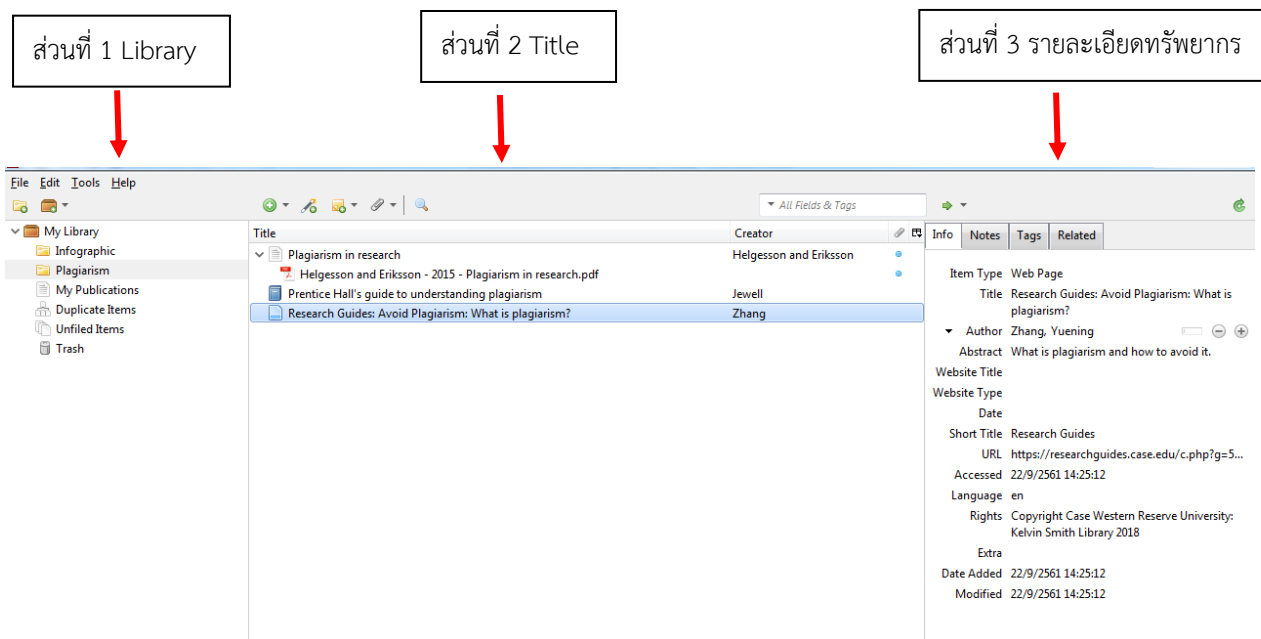 ส่วนที่ 1 Library
ส่วนที่ 2 Title
ส่วนที่ 3 รายละเอียดทรัพยากร
File Edit Tools Help
All Fields & Tags
My Library
Infographic
Plagiarism
My Publications
Duplicate Items
Unfiled Items
Trash
Title Creator
Plagiarism in research Helgesson and Eriksson
Helgesson and Eriksson - 2015 - Plagiarism in research.pdf
Prentice Hall's guide to understanding plagiarism Jewell
Research Guides: Avoid Plagiarism: What is plagiarism? Zhang
Info Notes Tags Related
Item Type Web Page
Title Research Guides: Avoid Plagiarism: What is
plagiarism?
Author Zhang, Yuening
Abstract What is plagiarism and how to avoid it.
Website Title
Website Type
Date
Short Title Research Guides
URL https://researchguides.case.edu/c.php?g=5...
Accessed 22/9/2561 14:25:12
Language en
Rights Copyright Case Western Reserve University:
Kelvin Smith Library 2018
Extra
Date Added 22/9/2561 14:25:12
Modified 22/9/2561 14:25:12